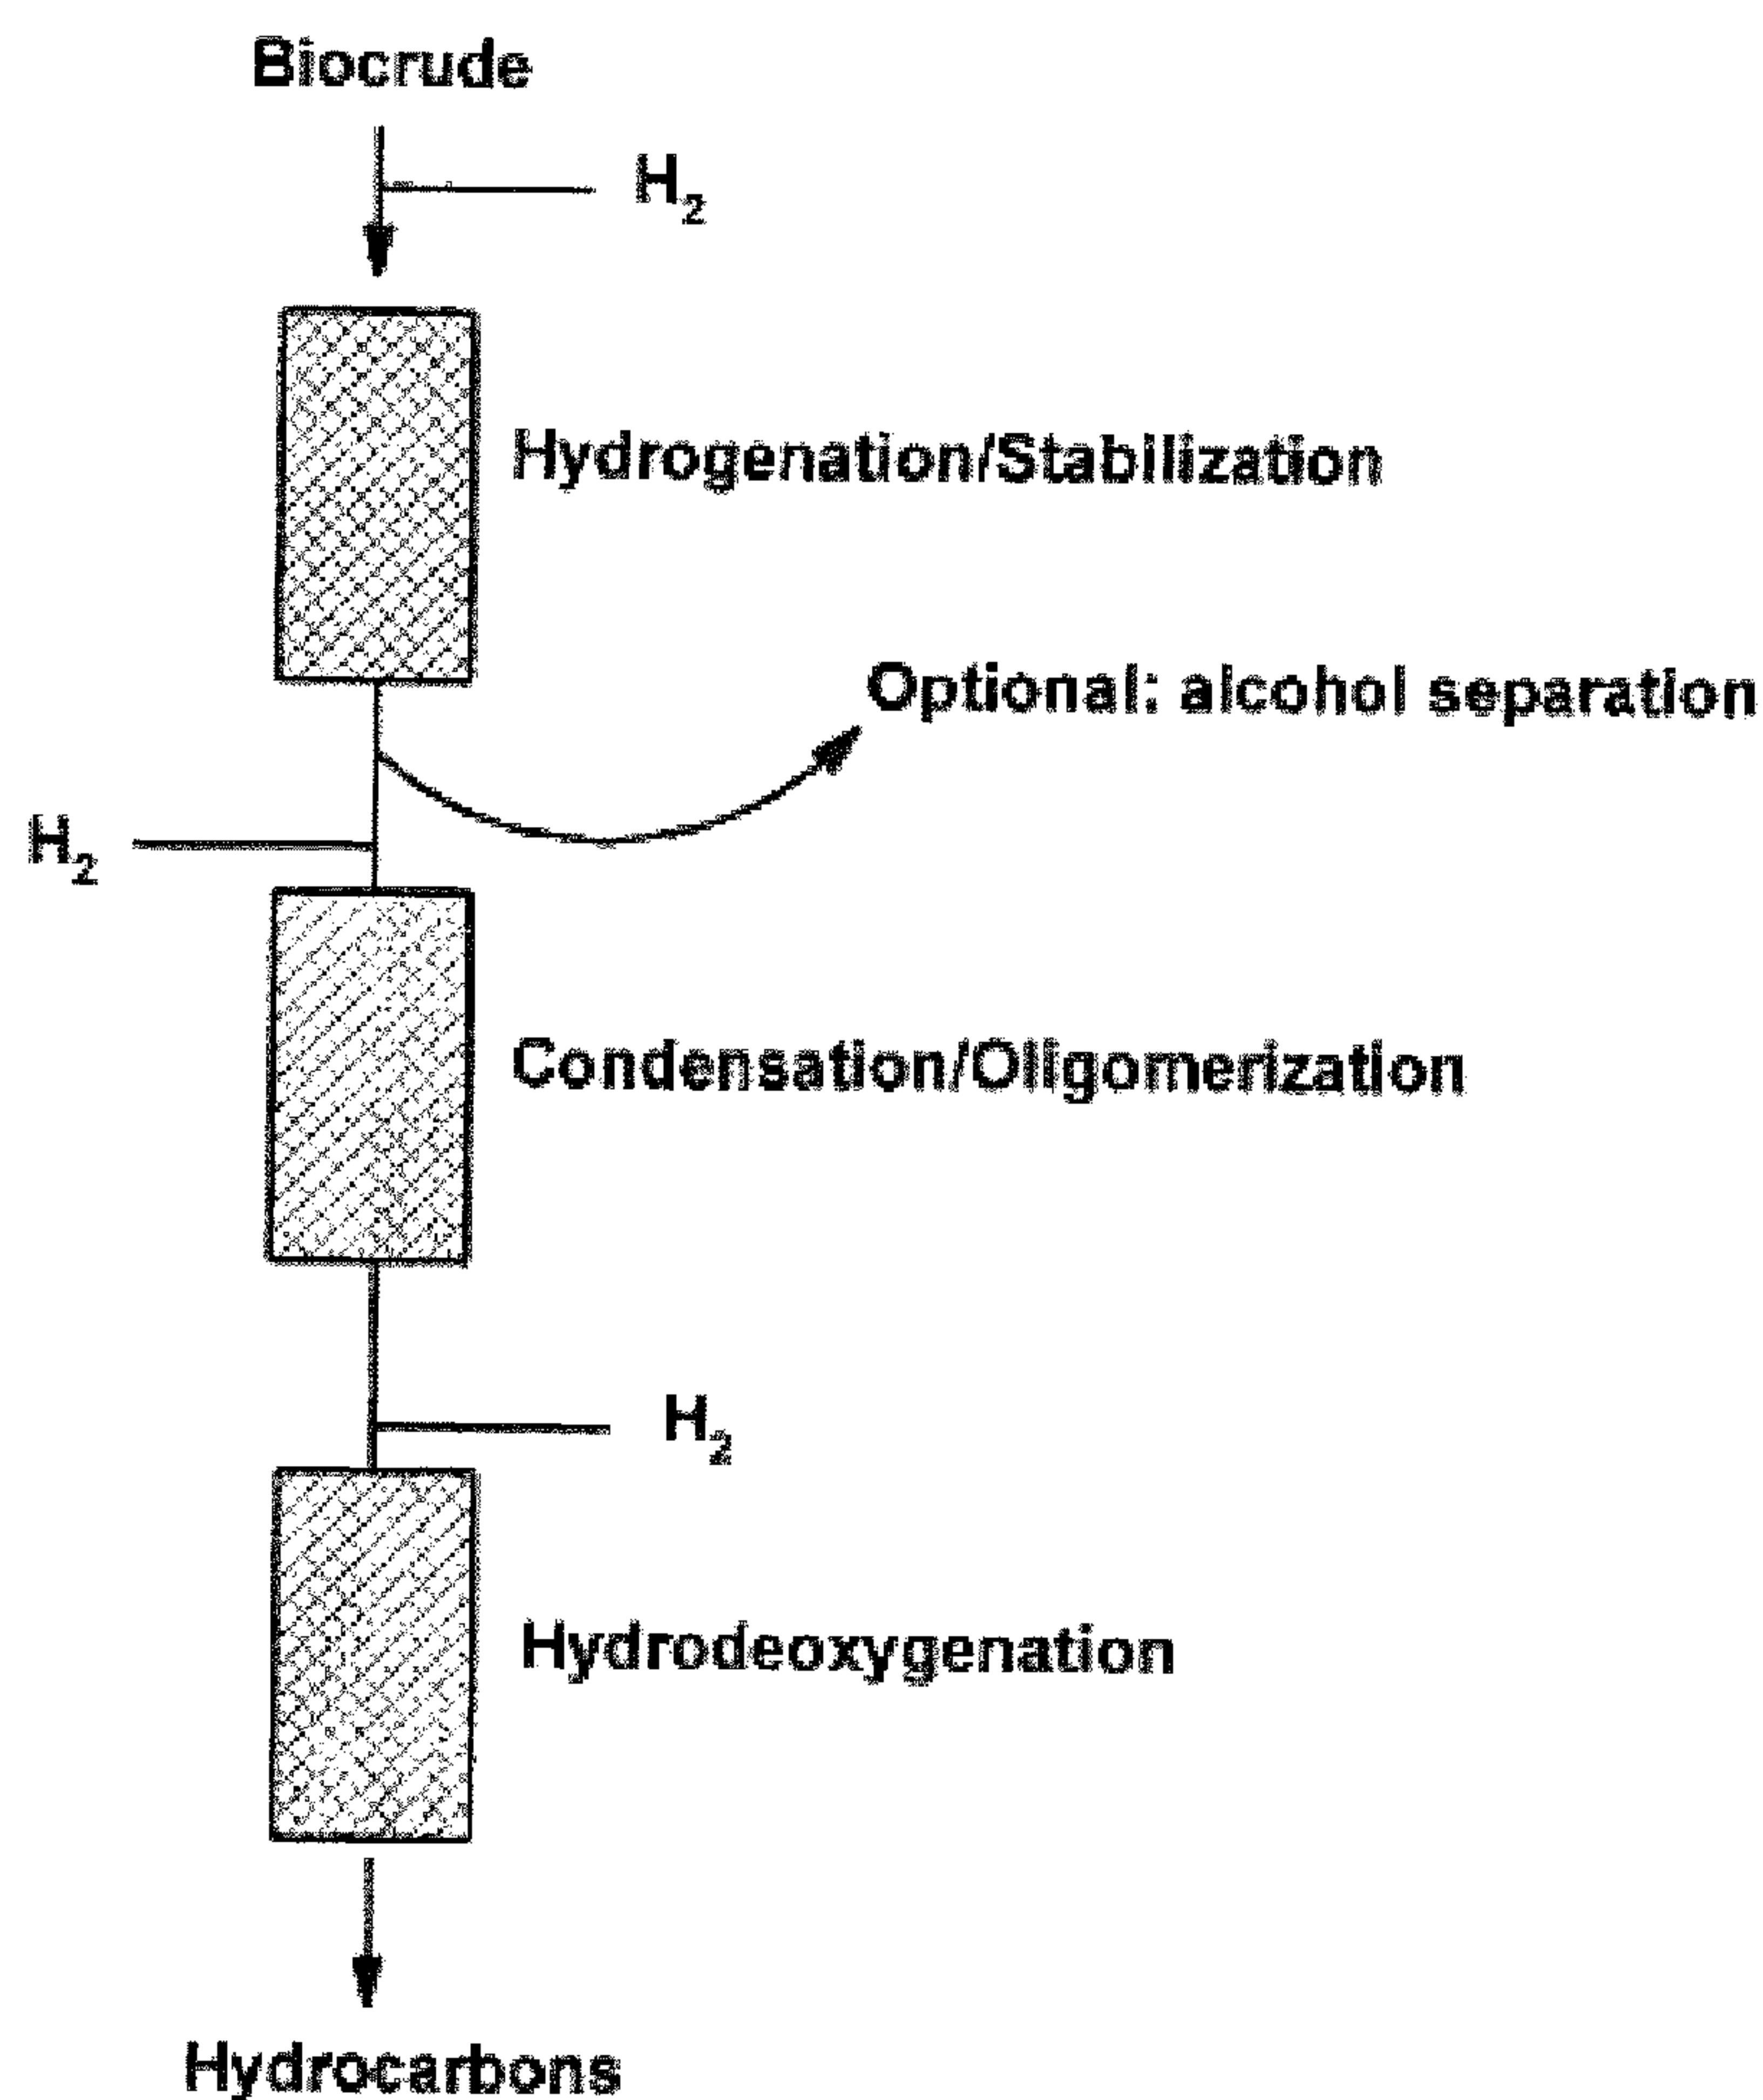 Biocrude
H₂
Hydrogenation/Stabilization
Optional: alcohol separation
H₂
Condensation/Oligomerization
H₂
Hydrodeoxygenation
Hydrocarbons